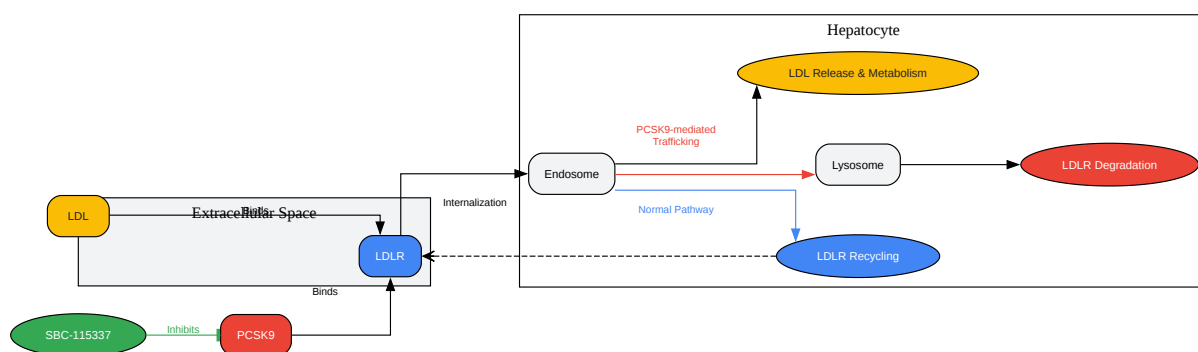 Hepatocyte
LDL Release & Metabolism
PCSK9-mediated
Trafficking
Endosome
Lysosome
LDLR Degradation
Internalization
Normal Pathway
LDL
Binds
Extracellular Space
LDLR
LDLR Recycling
Binds
SBC-115337
Inhibits
PCSK9